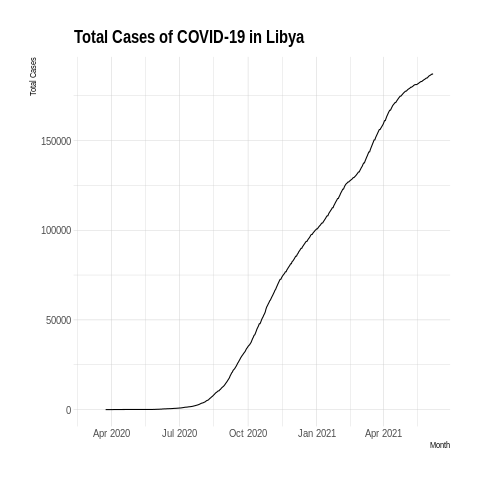 Total Cases of COVID-19 in Libya
Total Cases
150000
100000
50000
0
Apr 2020 Jul 2020 Oct 2020 Jan 2021 Apr 2021
Month